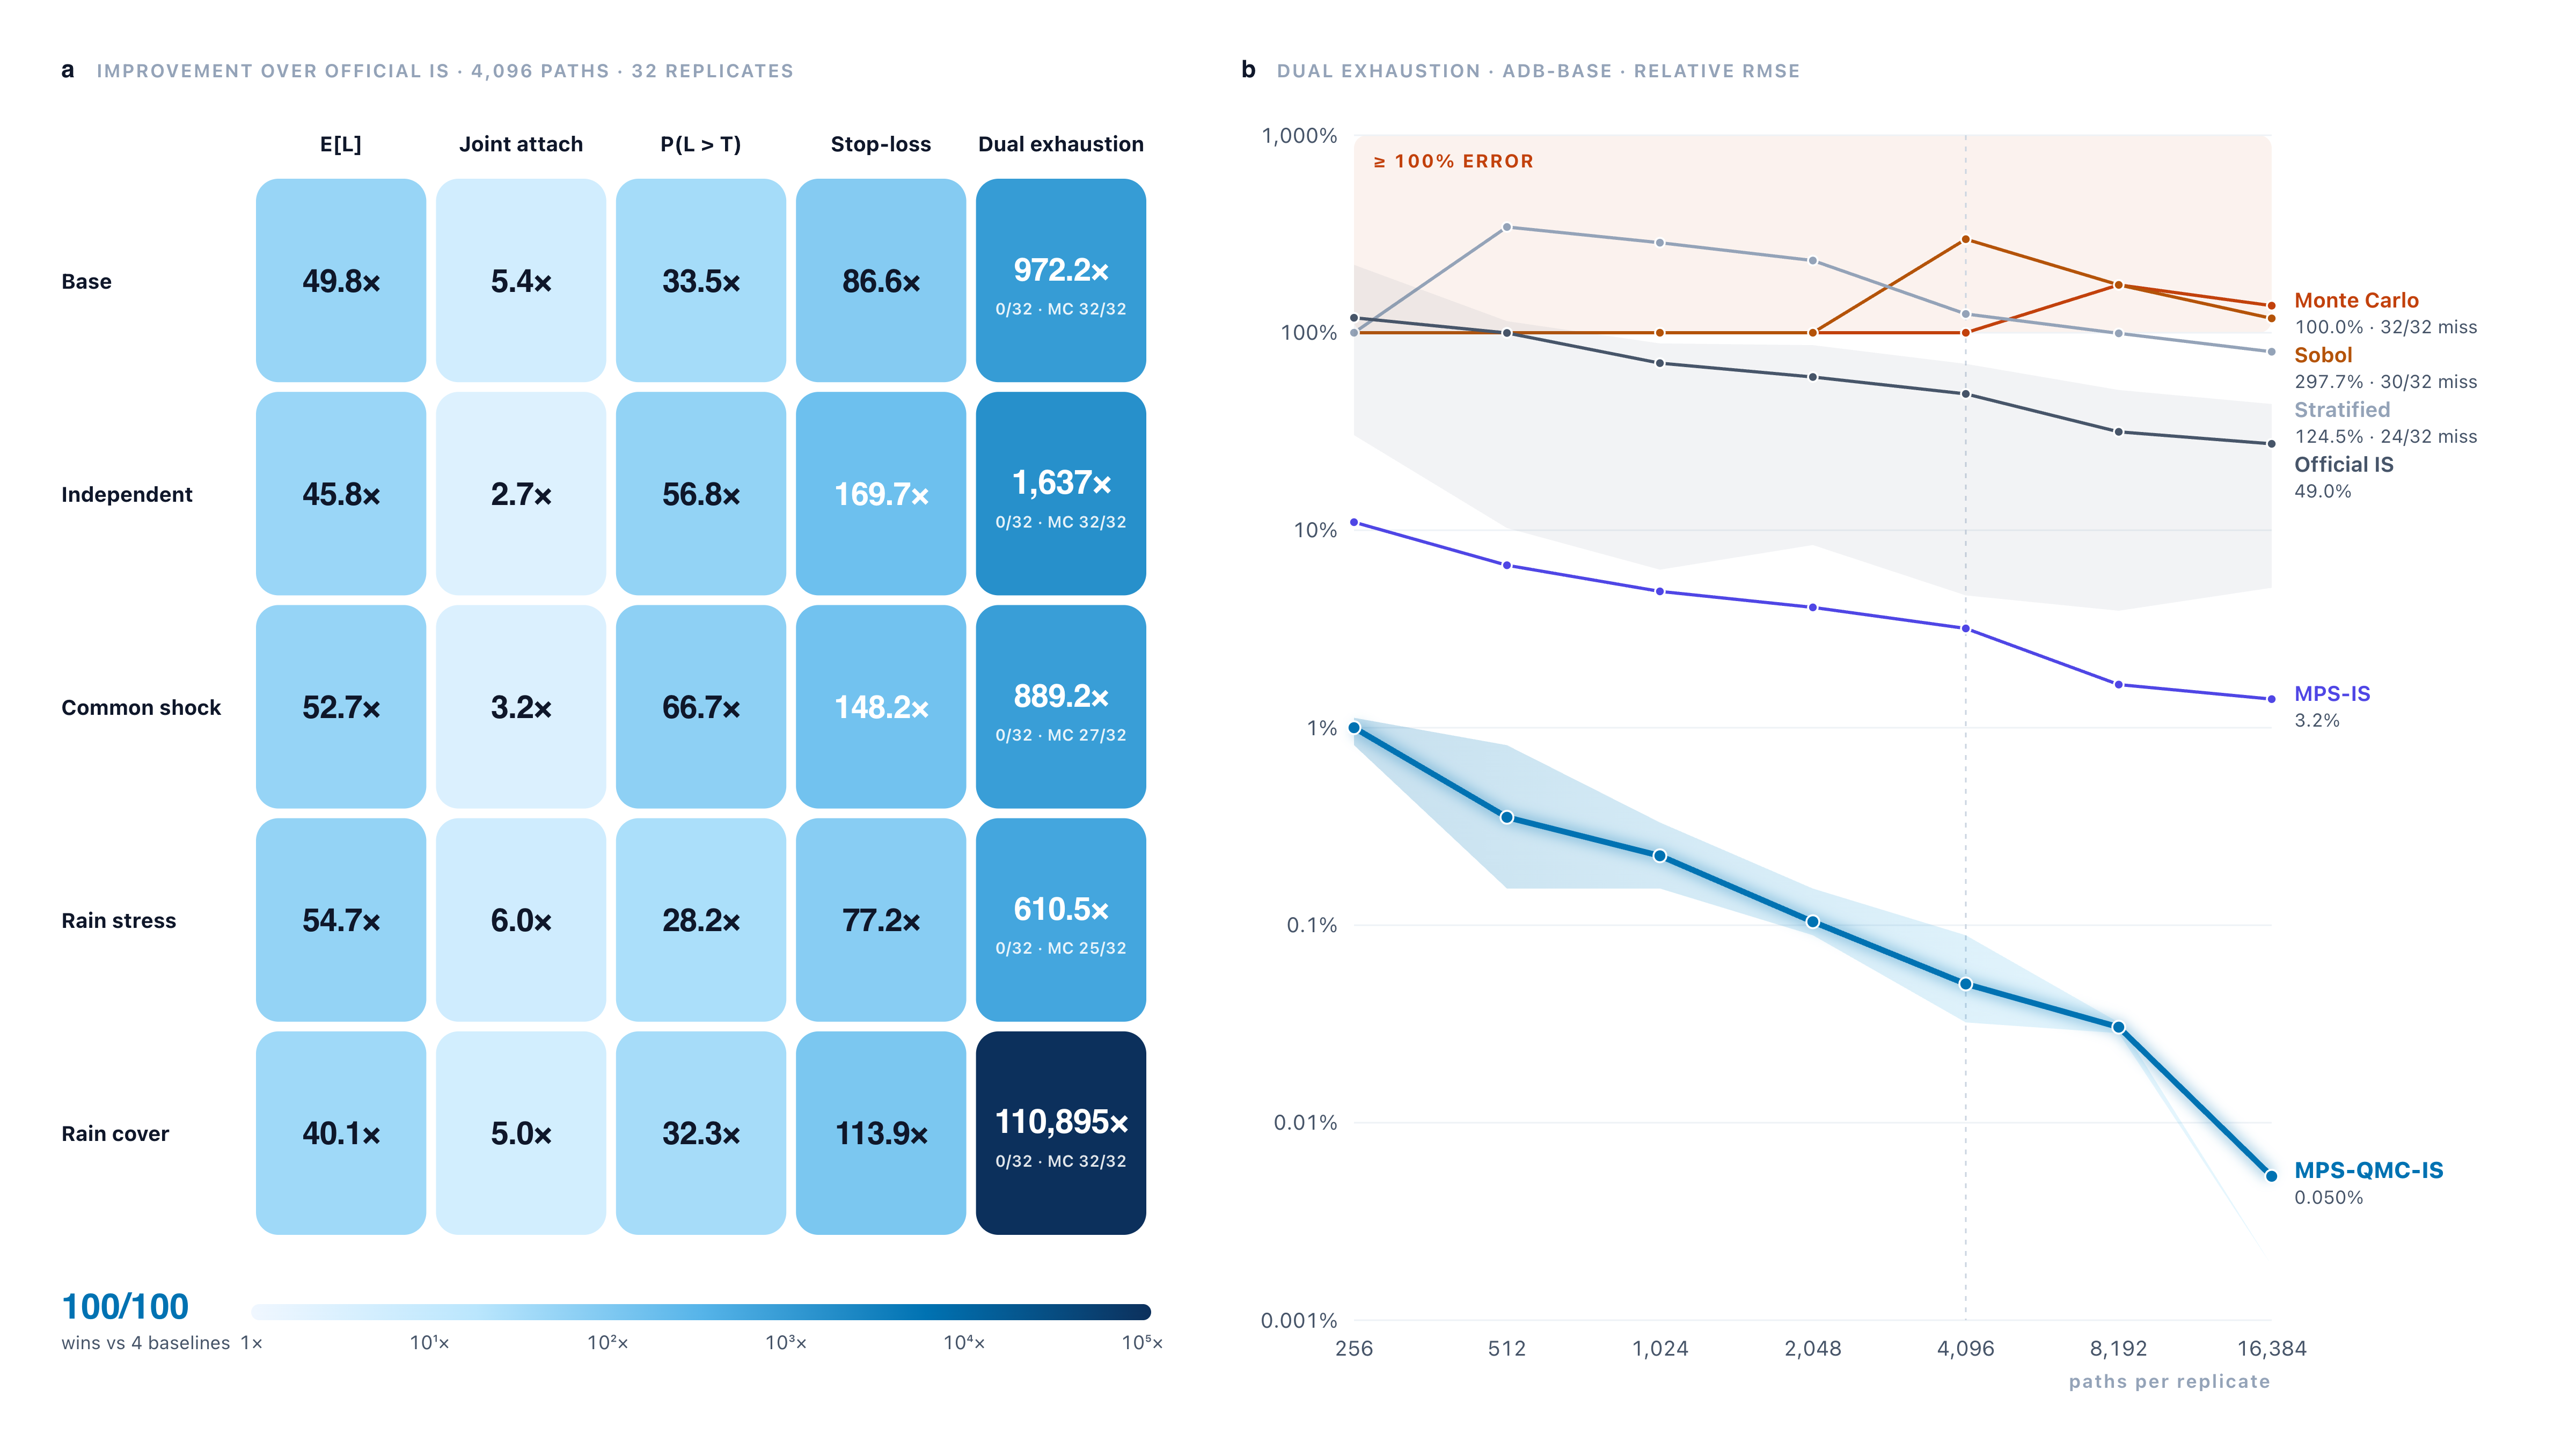 a IMPROVEMENT OVER OFFICIAL IS · 4,096 PATHS · 32 REPLICATES
E[L] Joint attach P(L > T) Stop-loss Dual exhaustion
Base 49.8× 5.4× 33.5× 86.6× 972.2×
0/32 · MC 32/32
Independent 45.8× 2.7× 56.8× 169.7× 1,637×
0/32 · MC 32/32
Common shock 52.7× 3.2× 66.7× 148.2× 889.2×
0/32 · MC 27/32
Rain stress 54.7× 6.0× 28.2× 77.2× 610.5×
0/32 · MC 25/32
Rain cover 40.1× 5.0× 32.3× 113.9× 110,895×
0/32 · MC 32/32
100/100
wins vs 4 baselines 1× 10¹× 10²× 10³× 10⁴× 10⁵×
b DUAL EXHAUSTION · ADB-BASE · RELATIVE RMSE
1,000%
≥ 100% ERROR
100%
10%
1%
0.1%
0.01%
0.001%
Monte Carlo
100.0% · 32/32 miss
Sobol
297.7% · 30/32 miss
Stratified
124.5% · 24/32 miss
Official IS
49.0%
MPS-IS
3.2%
MPS-QMC-IS
0.050%
256 512 1,024 2,048 4,096 8,192 16,384
paths per replicate